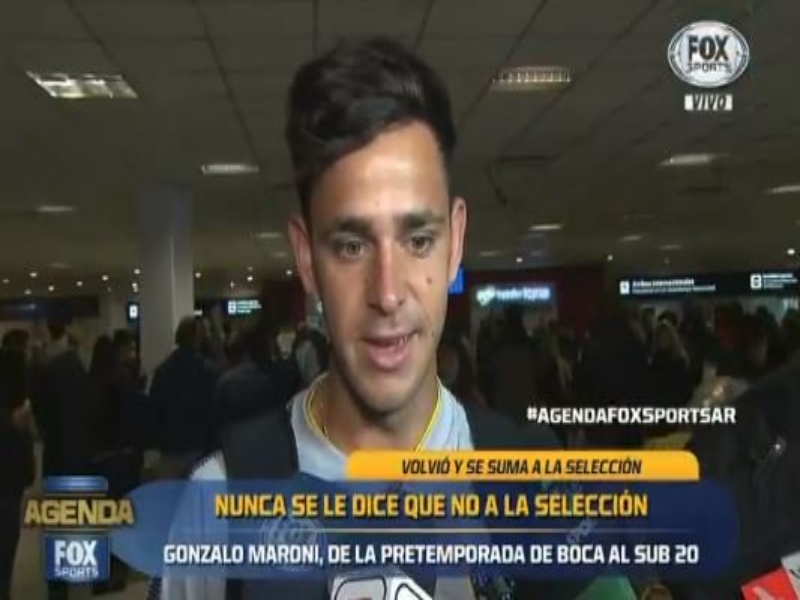 FOX
SPORTS
VIVO
#AGENDAFOXSPORTSAR
VOLVIÓ Y SE SUMA A LA SELECCIÓN
NUNCA SE LE DICE QUE NO A LA SELECCIÓN
AGENDA
FOX
SPORTS
GONZALO MARONI, DE LA PRETEMPORADA DE BOCA AL SUB 20